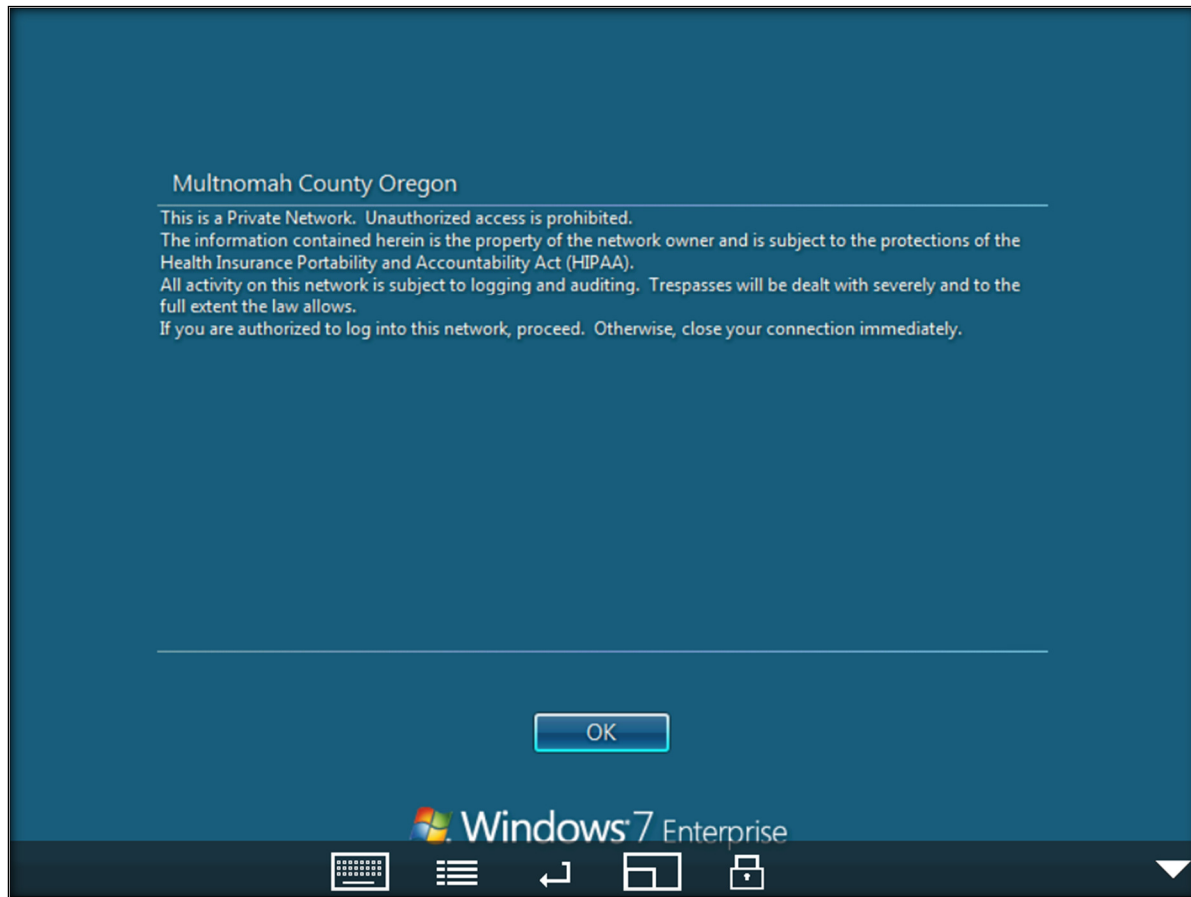 Multnomah County Oregon
This is a Private Network.  Unauthorized access is prohibited.
The information contained herein is the property of the network owner and is subject to the protections of the
Health Insurance Portability and Accountability Act (HIPAA).
All activity on this network is subject to logging and auditing.  Trespasses will be dealt with severely and to the
full extent the law allows.
If you are authorized to log into this network, proceed.  Otherwise, close your connection immediately.
OK
Windows 7 Enterprise